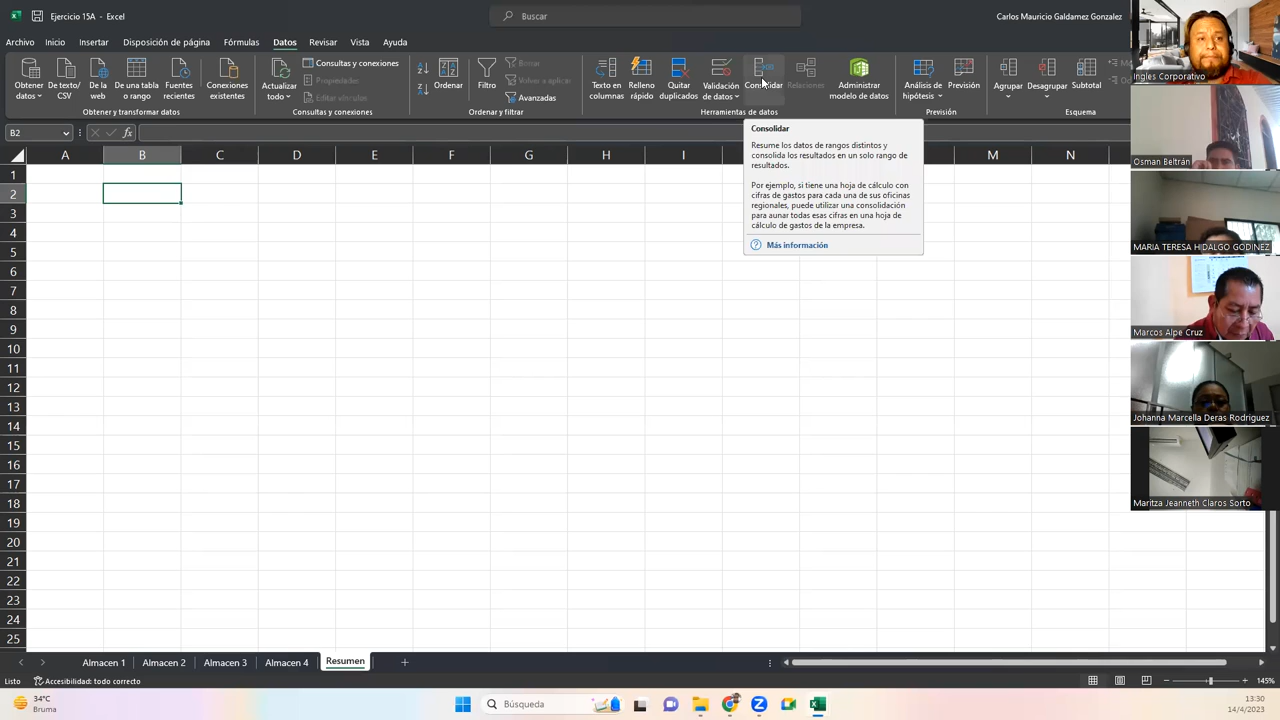 Ejercicio 15A - Excel
Buscar
Carlos Mauricio Galdamez Gonzalez
Archivo
Inicio
Insertar
Disposición de página
Fórmulas
Datos
Revisar
Vista
Ayuda
Obtener datos
De texto/ CSV
De la web
De una tabla o rango
Fuentes recientes
Conexiones existentes
Obtener y transformar datos
Actualizar todo
Consultas y conexiones
Propiedades
Editar vínculos
Consultas y conexiones
Borrar
Volver a aplicar
Avanzadas
Ordenar y filtrar
Texto en columnas
Relleno rápido
Quitar duplicados
Validación de datos
Consolidar
Relaciones
Administrar modelo de datos
Herramientas de datos
Análisis de hipótesis
Previsión
Previsión
Agrupar
Desagrupar
Subtotal
Esquema
B2
fx
Consolidar
Resume los datos de rangos distintos y
consolida los resultados en un solo rango de
resultados.
Por ejemplo, si tiene una hoja de cálculo con
cifras de gastos para cada una de sus oficinas
regionales, puede utilizar una consolidación
para aunar todas esas cifras en una hoja de
cálculo de gastos de la empresa.
Más información
A B C D E F G H I M N
1
2
3
4
5
6
7
8
9
10
11
12
13
14
15
16
17
18
19
20
21
22
23
24
25
Ingles Corporativo
Osman Beltrán
MARIA TERESA HIDALGO GODINEZ
Marcos Alpe Cruz
Johanna Marcella Deras Rodriguez
Maritza Jeanneth Claros Sorto
Almacen 1
Almacen 2
Almacen 3
Almacen 4
Resumen
Listo
Accesibilidad: todo correcto
145%
34°C
Bruma
Búsqueda
13:30
14/4/2023